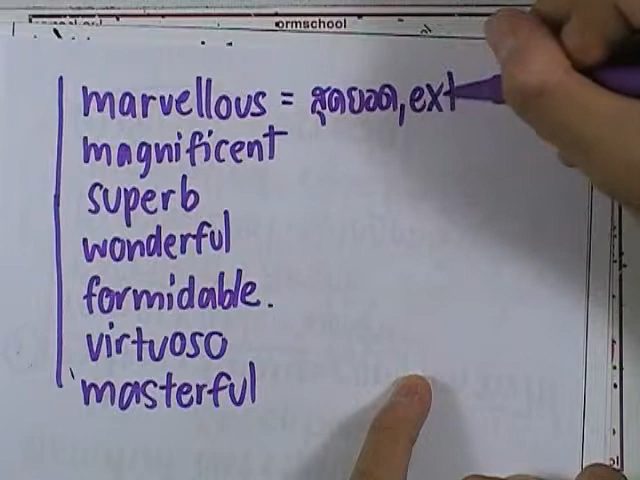 ormschool
marvellous = สุดยอด, ext
magnificent
superb
wonderful
formidable.
virtuoso
masterful